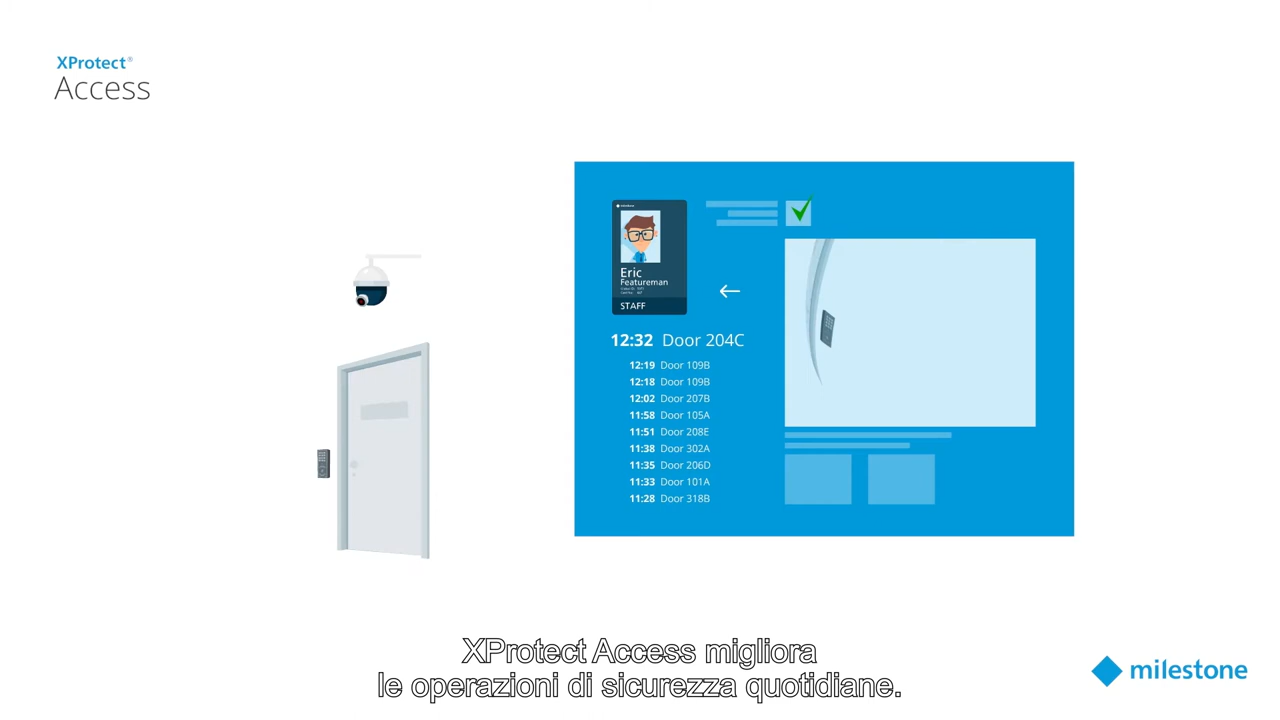 XProtect®
Access
milestone
Eric
Featureman
STAFF
12:32 Door 204C
12:19 Door 109B
12:18 Door 109B
12:02 Door 207B
11:58 Door 105A
11:51 Door 208E
11:38 Door 302A
11:35 Door 206D
11:33 Door 101A
11:28 Door 318B
XProtect Access migliora
le operazioni di sicurezza quotidiane.
milestone